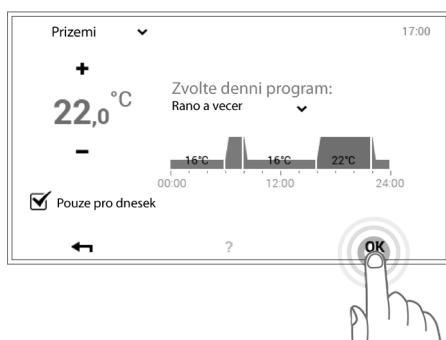 Prizemi
17:00
+
22,0 °C
–
Zvolte denni program:
Rano a vecer
16°C 16°C 22°C
00:00 12:00 24:00
Pouze pro dnesek
? OK